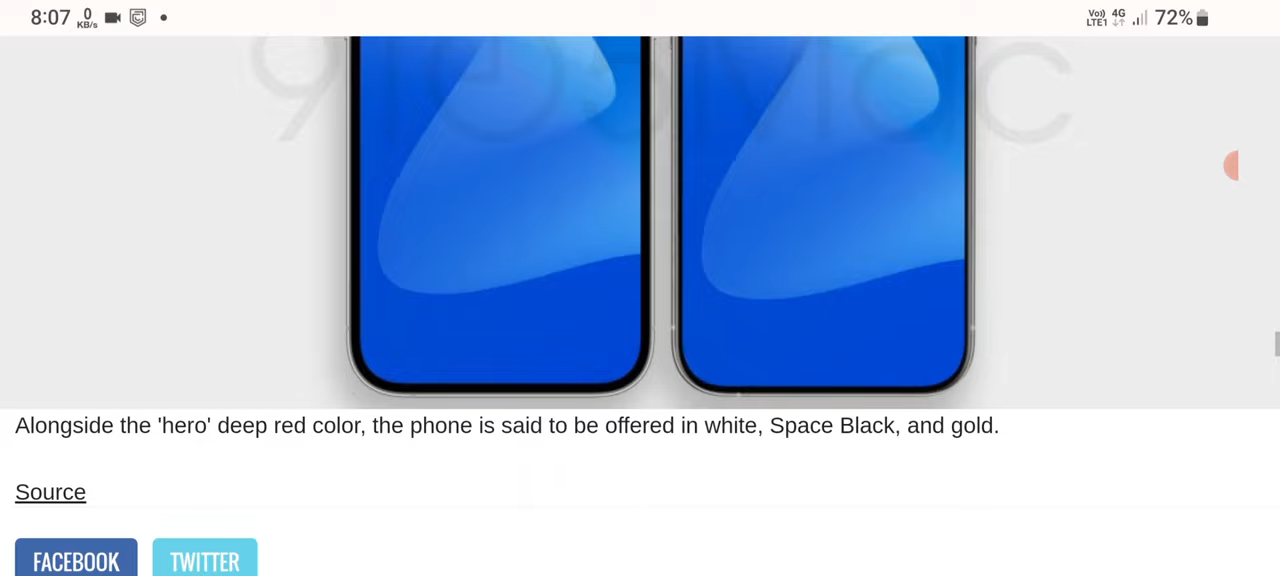 8:07 0 KB/s Vo)) LTE1 4G 72%
9TO5Mac
Alongside the 'hero' deep red color, the phone is said to be offered in white, Space Black, and gold.
Source
FACEBOOK TWITTER